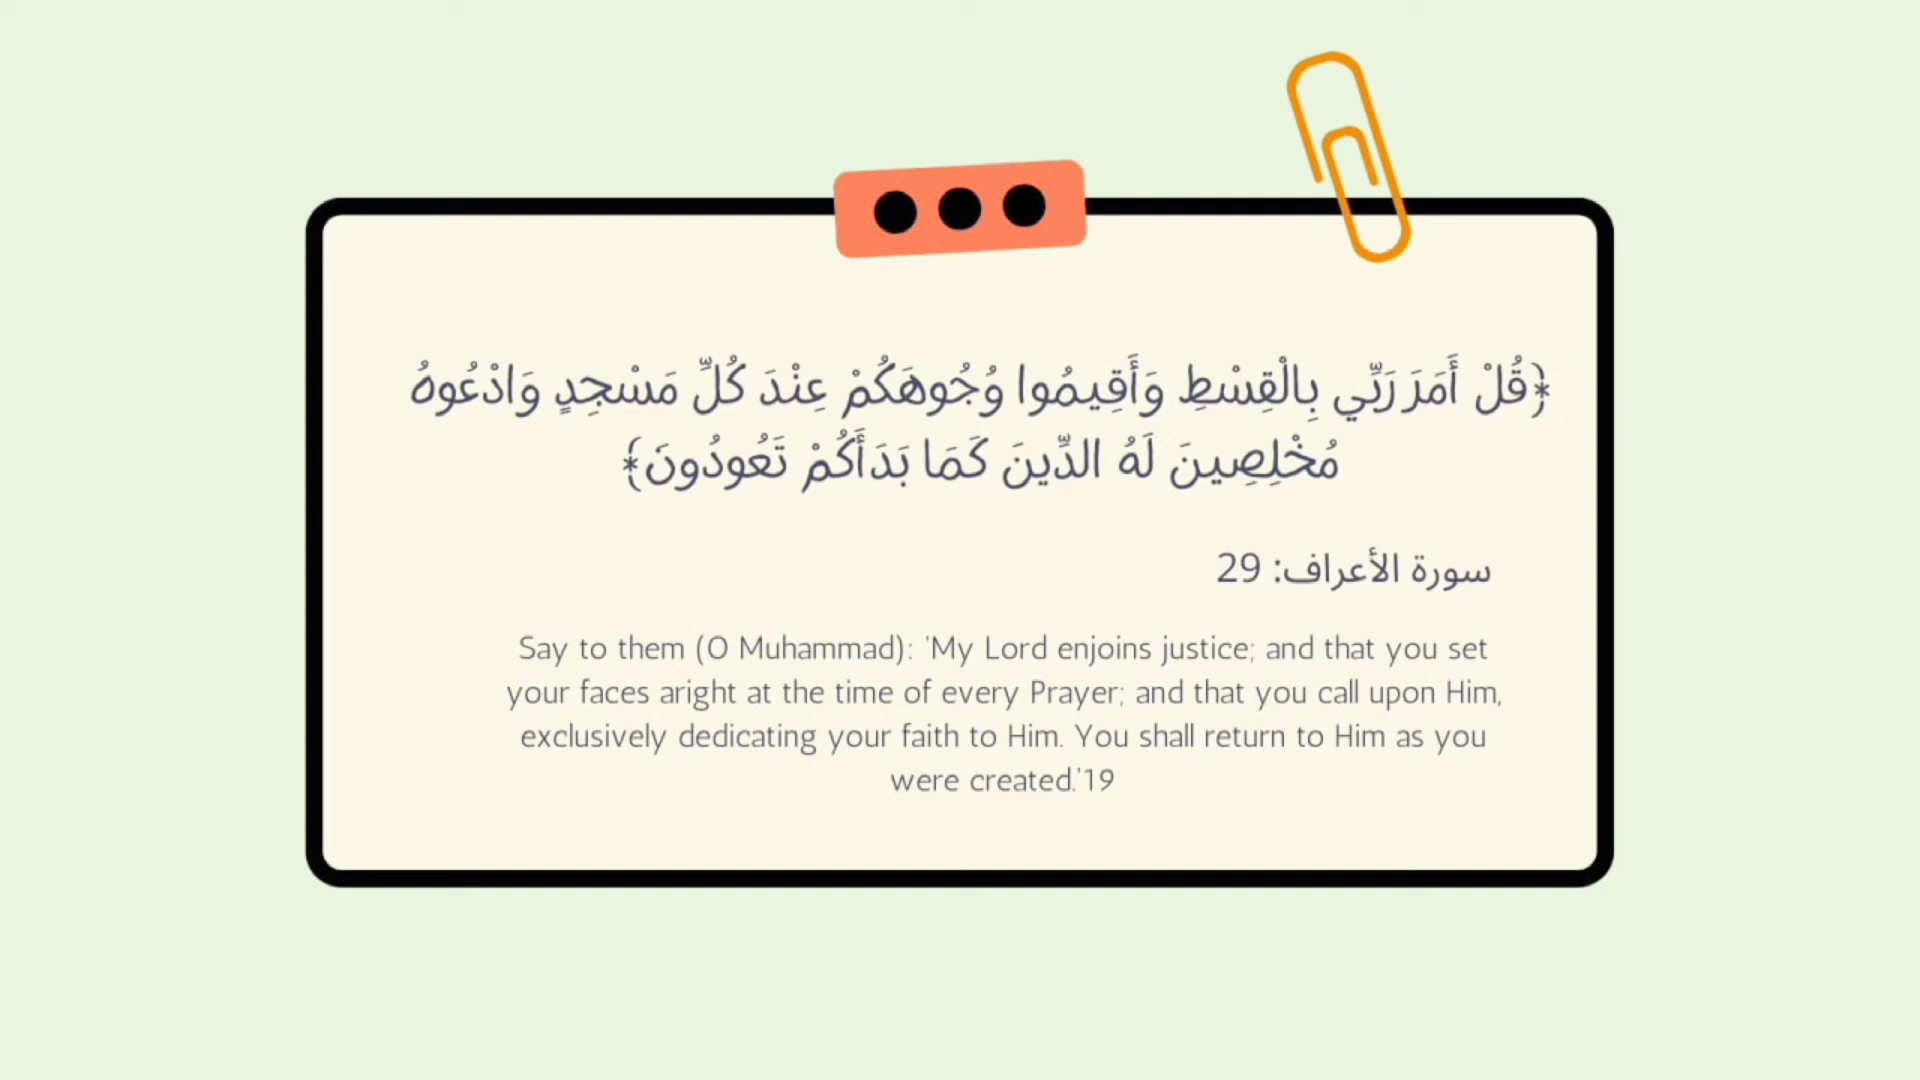 ﴿قُلْ أَمَرَ رَبِّي بِالْقِسْطِ وَأَقِيمُوا وُجُوهَكُمْ عِنْدَ كُلِّ مَسْجِدٍ وَادْعُوهُ
مُخْلِصِينَ لَهُ الدِّينَ كَمَا بَدَأَكُمْ تَعُودُونَ﴾
سورة الأعراف: 29
Say to them (O Muhammad): 'My Lord enjoins justice; and that you set
your faces aright at the time of every Prayer; and that you call upon Him,
exclusively dedicating your faith to Him. You shall return to Him as you
were created.'19